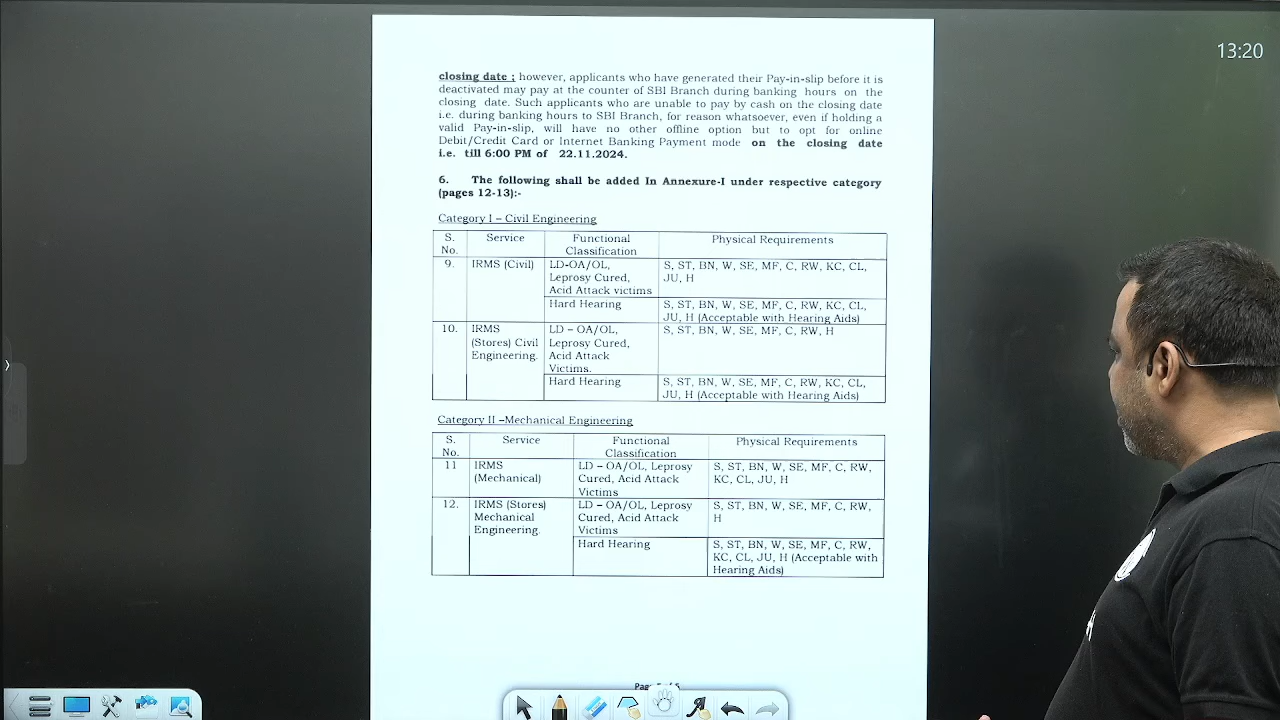 13:20
closing date ; however, applicants who have generated their Pay-in-slip before it is
deactivated may pay at the counter of SBI Branch during banking hours on the
closing date. Such applicants who are unable to pay by cash on the closing date
i.e. during banking hours to SBI Branch, for reason whatsoever, even if holding a
valid Pay-in-slip, will have no other offline option but to opt for online
Debit/Credit Card or Internet Banking Payment mode on the closing date
i.e. till 6:00 PM of 22.11.2024.
6. The following shall be added In Annexure-I under respective category
(pages 12-13):-
Category I – Civil Engineering
S. No. Service Functional Classification Physical Requirements
9. IRMS (Civil) LD-OA/OL, Leprosy Cured, Acid Attack victims S, ST, BN, W, SE, MF, C, RW, KC, CL, JU, H
Hard Hearing S, ST, BN, W, SE, MF, C, RW, KC, CL, JU, H (Acceptable with Hearing Aids)
10. IRMS (Stores) Civil Engineering. LD – OA/OL, Leprosy Cured, Acid Attack Victims. S, ST, BN, W, SE, MF, C, RW, H
Hard Hearing S, ST, BN, W, SE, MF, C, RW, KC, CL, JU, H (Acceptable with Hearing Aids)
Category II –Mechanical Engineering
S. No. Service Functional Classification Physical Requirements
11 IRMS (Mechanical) LD – OA/OL, Leprosy Cured, Acid Attack Victims S, ST, BN, W, SE, MF, C, RW, KC, CL, JU, H
12. IRMS (Stores) Mechanical Engineering. LD – OA/OL, Leprosy Cured, Acid Attack Victims S, ST, BN, W, SE, MF, C, RW, H
Hard Hearing S, ST, BN, W, SE, MF, C, RW, KC, CL, JU, H (Acceptable with Hearing Aids)